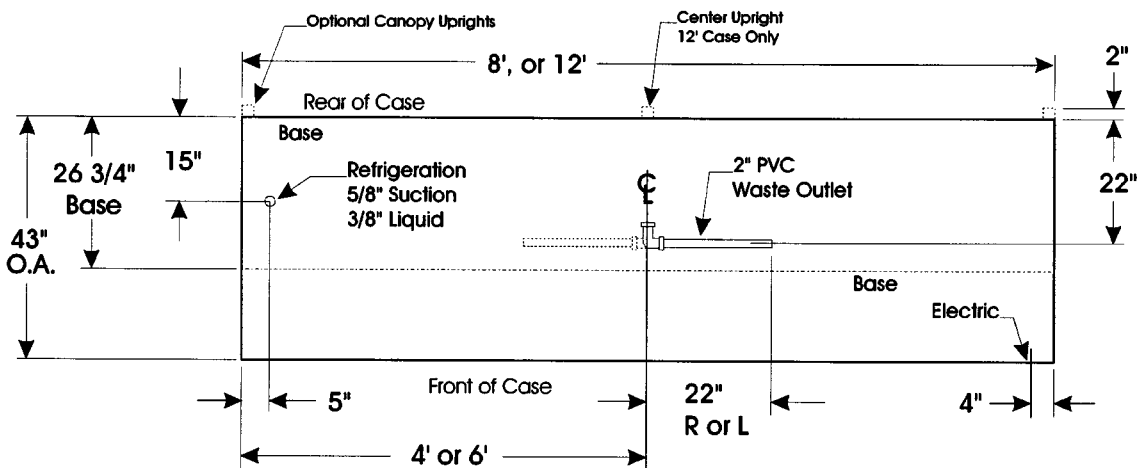 Optional Canopy Uprights
Center Upright
12' Case Only
8', or 12'
2"
Rear of Case
Base
15"
26 3/4"
Base
Refrigeration
5/8" Suction
3/8" Liquid
2" PVC
Waste Outlet
CL
22"
43"
O.A.
Base
Electric
Front of Case
5"
22"
R or L
4"
4' or 6'